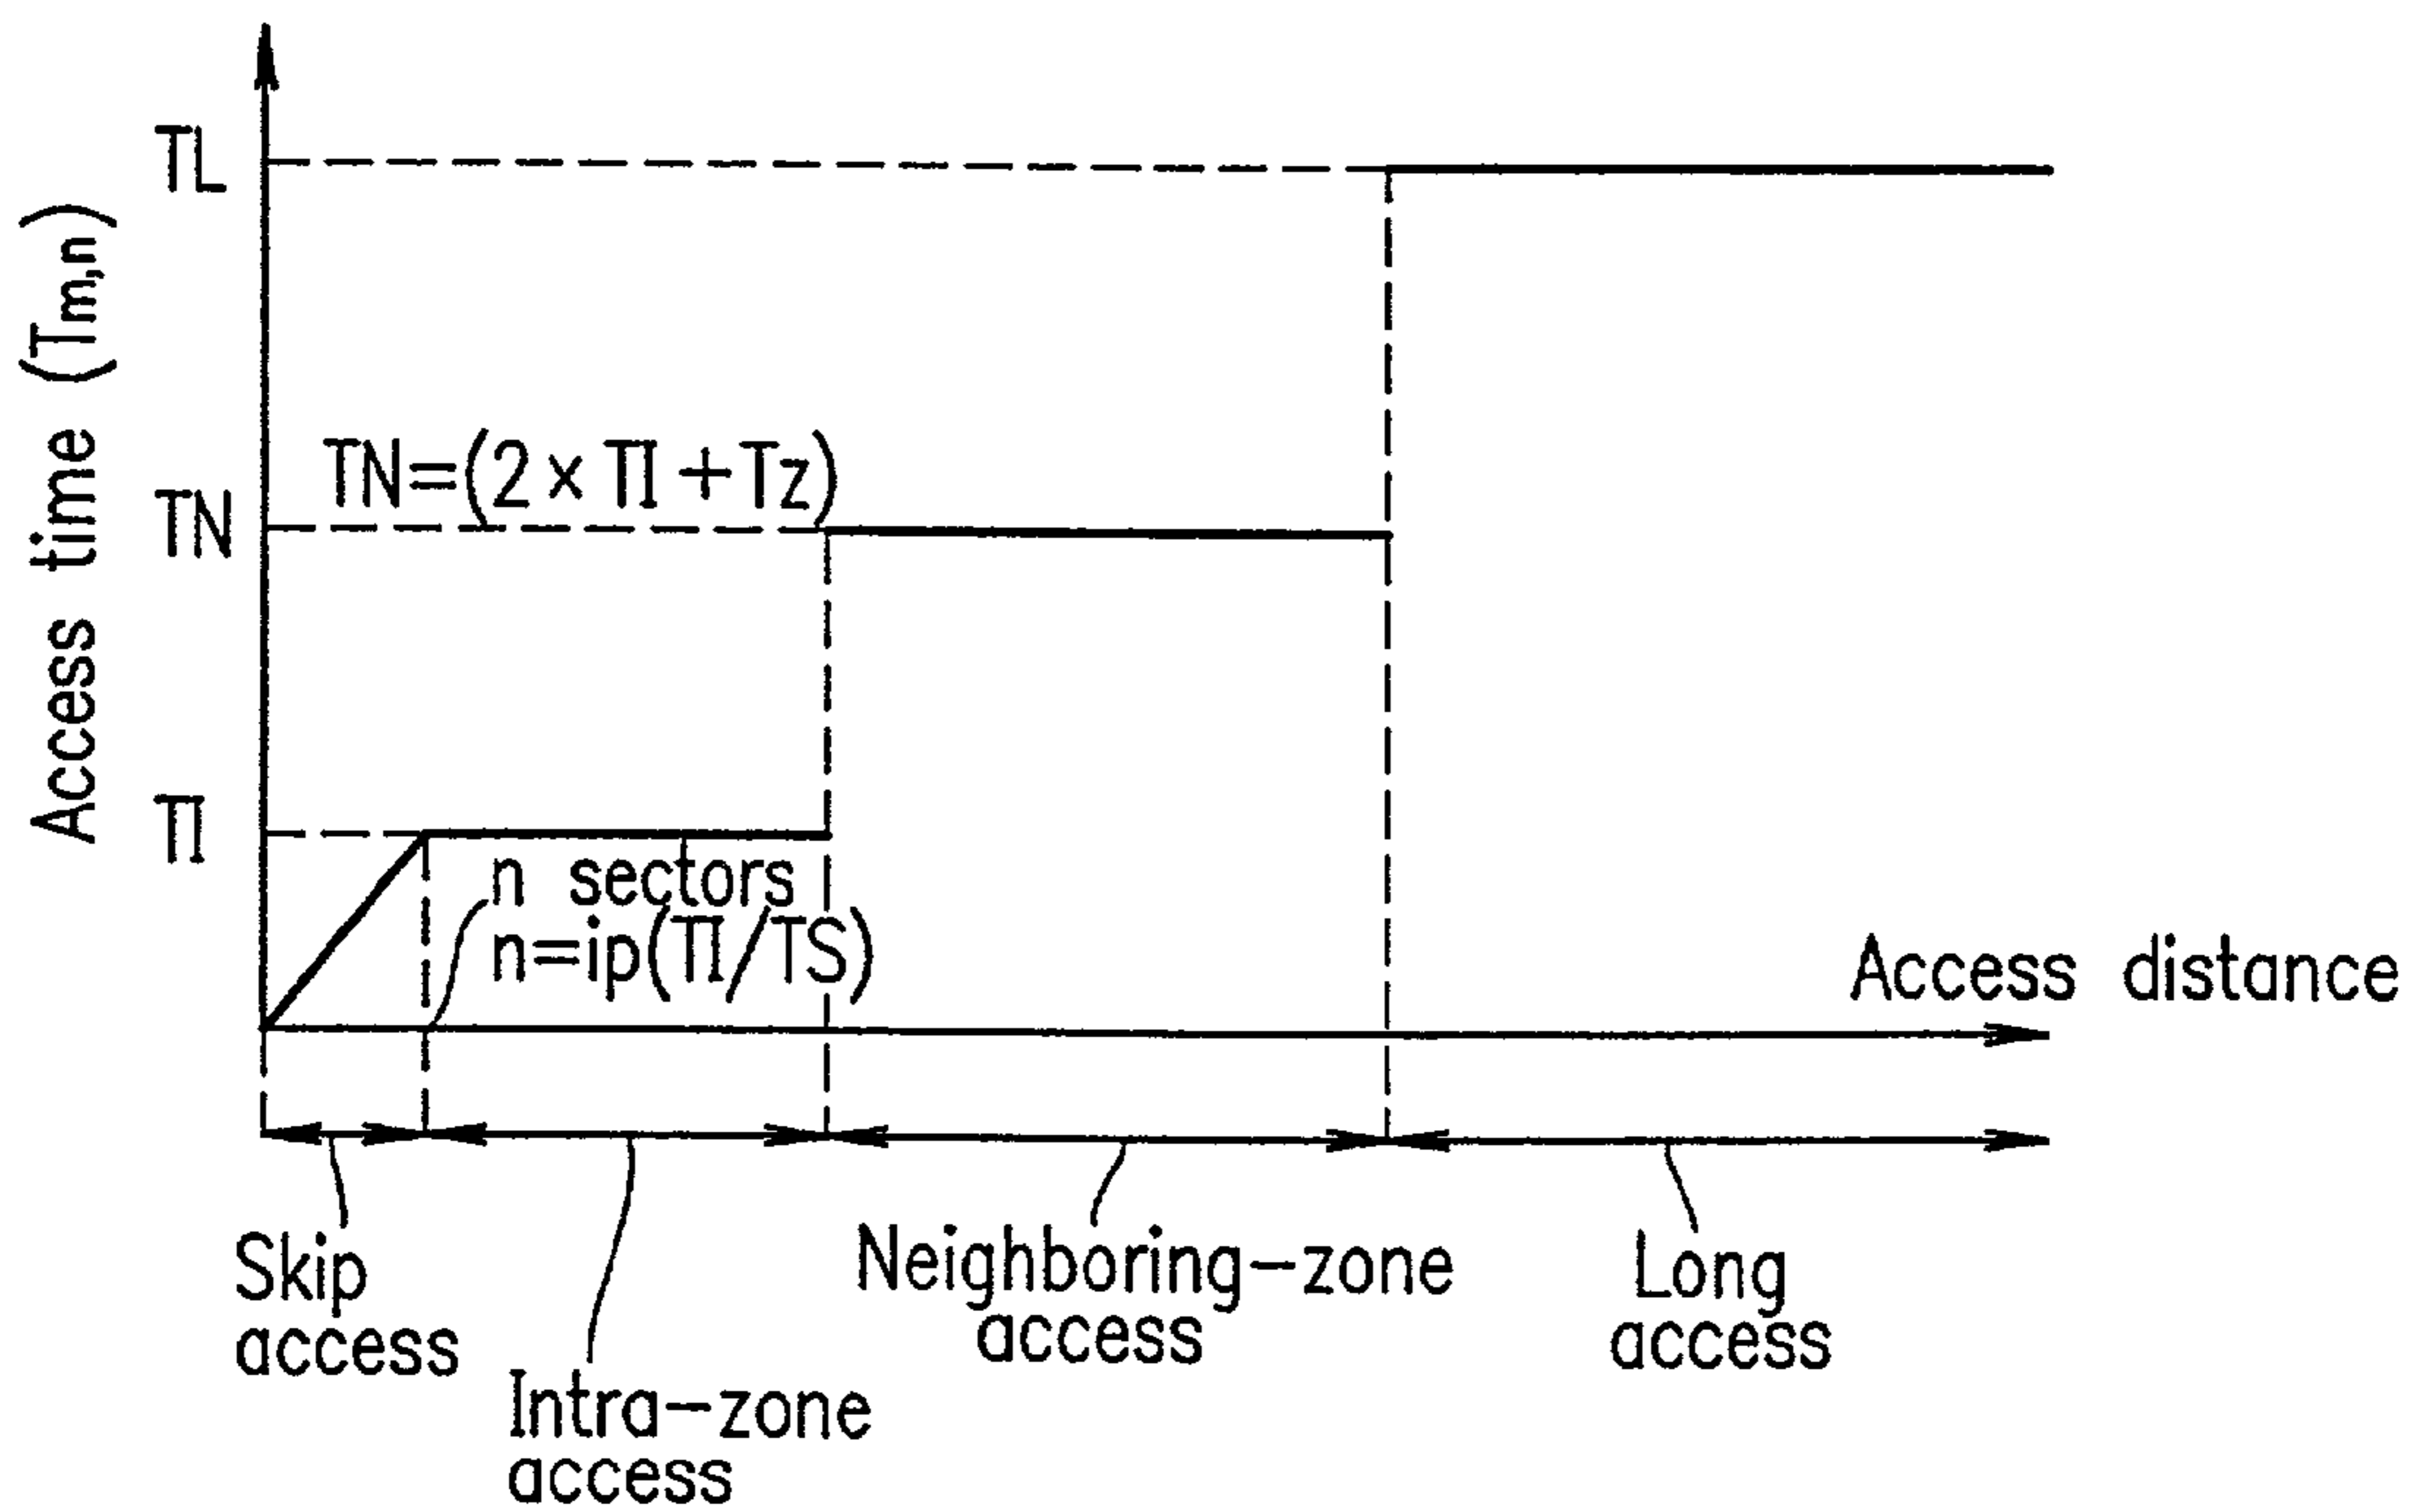 Access time (Tm,n)
TL
TN=(2×TI+Tz)
TN
TI
n sectors
n=ip(TI/TS)
Access distance
Skip
access
Intra-zone
access
Neighboring-zone
access
Long
access